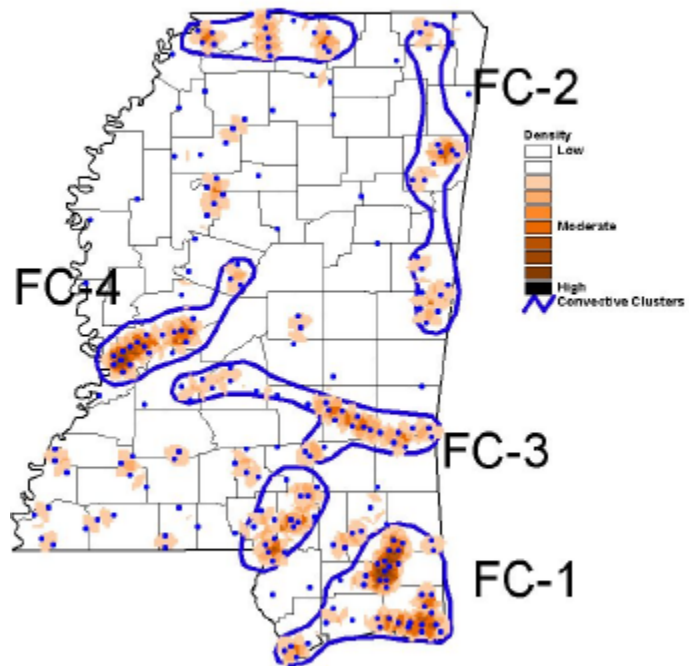 FC-2
Density
Low
Moderate
High
Convective Clusters
FC-4
FC-3
FC-1